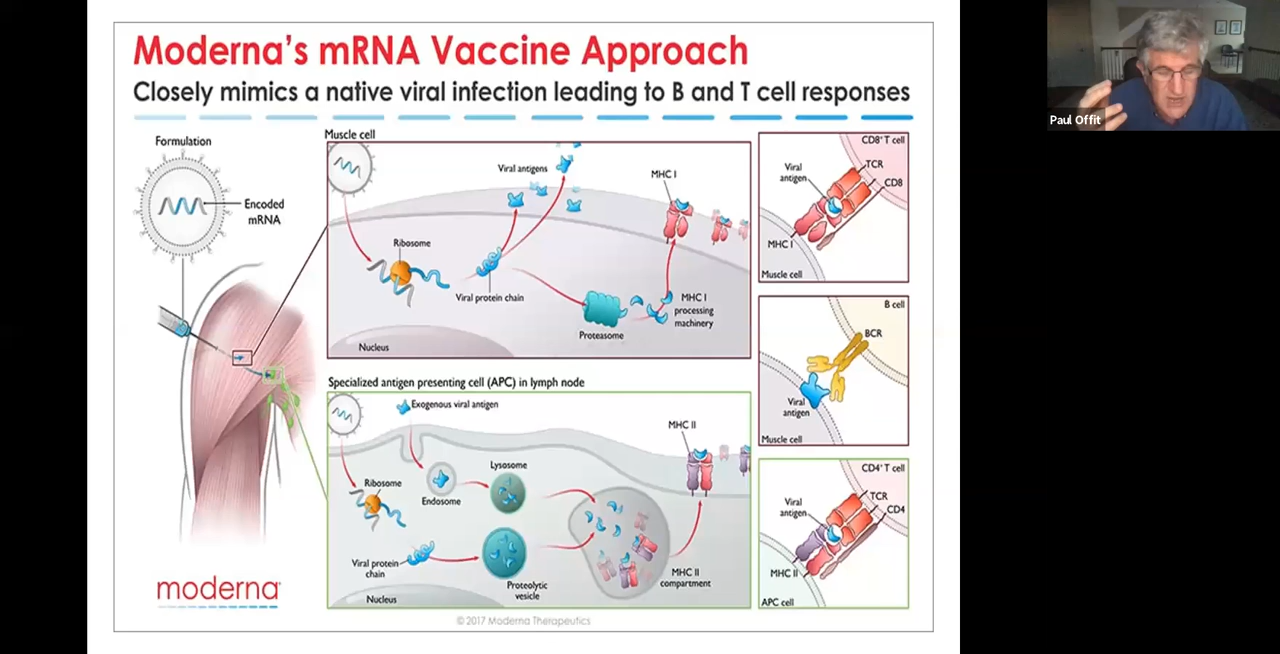 Moderna's mRNA Vaccine Approach
Closely mimics a native viral infection leading to B and T cell responses
Formulation
Encoded
mRNA
Muscle cell
Viral antigens
MHC I
Ribosome
Viral protein chain
MHC I
processing
machinery
Proteasome
Nucleus
CD8+ T cell
Viral
antigen
TCR
CD8
MHC I
Muscle cell
B cell
BCR
Viral
antigen
Muscle cell
Specialized antigen presenting cell (APC) in lymph node
Exogenous viral antigen
MHC II
Ribosome
Endosome
Lysosome
Viral protein
chain
Proteolytic
vesicle
MHC II
compartment
Nucleus
CD4+ T cell
Viral
antigen
TCR
CD4
MHC II
APC cell
moderna
© 2017 Moderna Therapeutics
Paul Offit